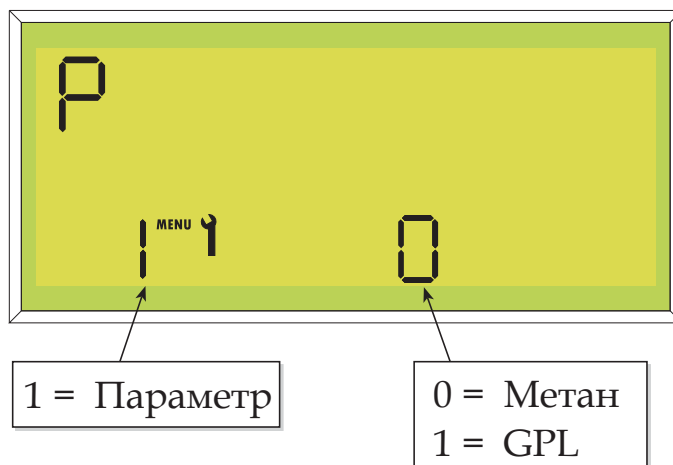 P
1 MENU 0
1 = Параметр
0 = Метан
1 = GPL